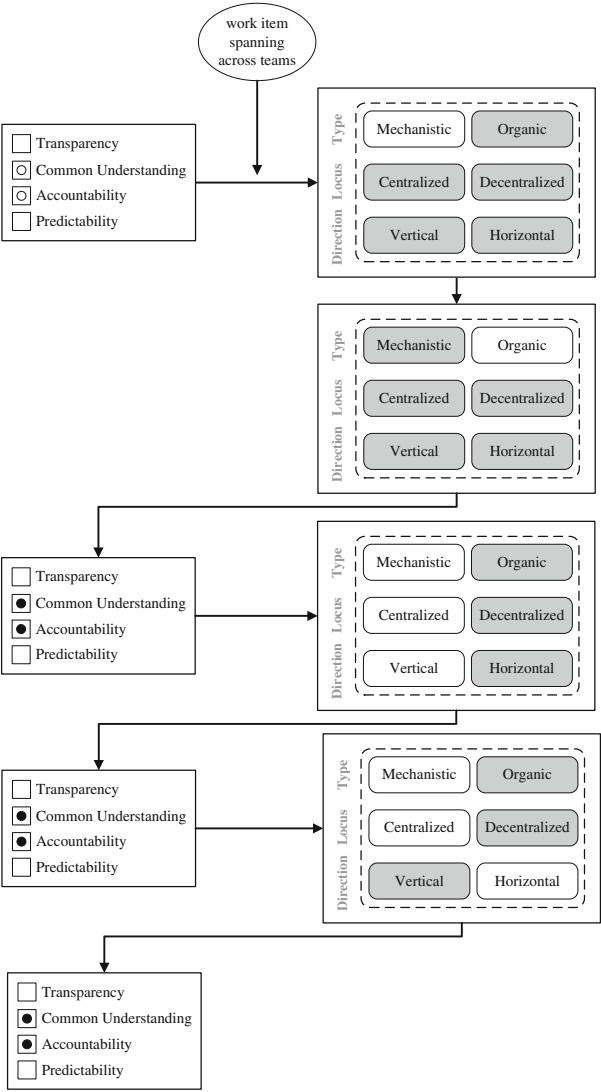 work item
spanning
across teams
Transparency
Common Understanding
Accountability
Predictability
Type
Mechanistic Organic
Locus
Centralized Decentralized
Direction
Vertical Horizontal
Type
Mechanistic Organic
Locus
Centralized Decentralized
Direction
Vertical Horizontal
Transparency
Common Understanding
Accountability
Predictability
Type
Mechanistic Organic
Locus
Centralized Decentralized
Direction
Vertical Horizontal
Transparency
Common Understanding
Accountability
Predictability
Type
Mechanistic Organic
Locus
Centralized Decentralized
Direction
Vertical Horizontal
Transparency
Common Understanding
Accountability
Predictability